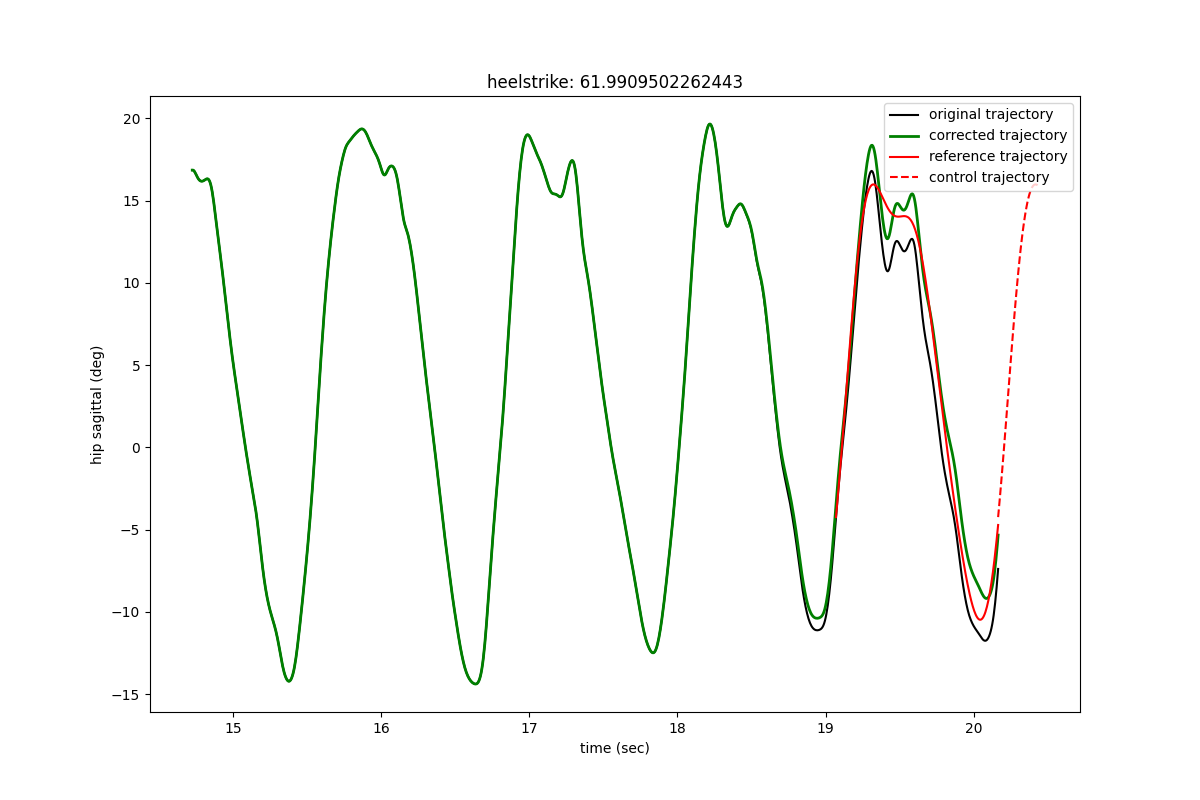 heelstrike: 61.9909502262443
original trajectory
corrected trajectory
reference trajectory
control trajectory
20
15
10
5
0
−5
−10
−15
hip sagittal (deg)
15 16 17 18 19 20
time (sec)